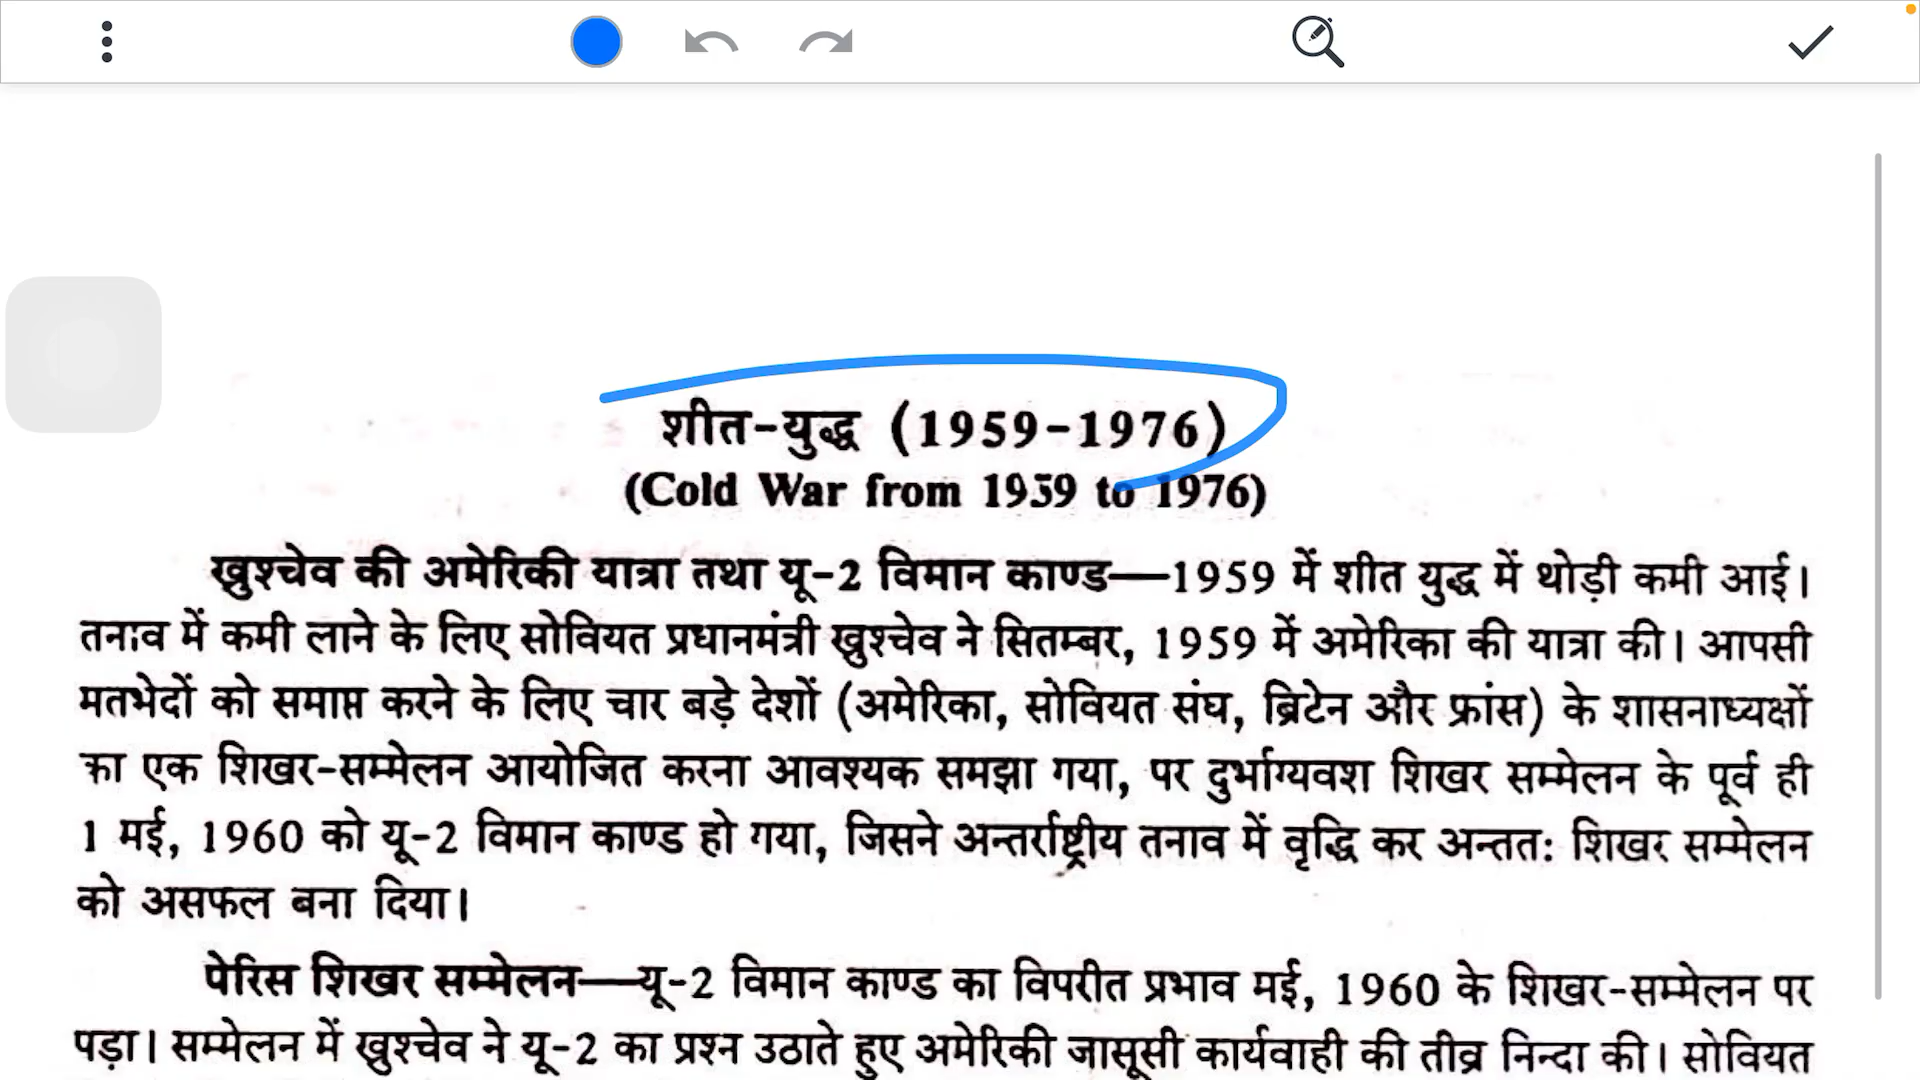 शीत-युद्ध (1959-1976)
(Cold War from 1959 to 1976)
ख्रुश्चेव की अमेरिकी यात्रा तथा यू-2 विमान काण्ड—1959 में शीत युद्ध में थोड़ी कमी आई।
तनाव में कमी लाने के लिए सोवियत प्रधानमंत्री ख्रुश्चेव ने सितम्बर, 1959 में अमेरिका की यात्रा की। आपसी
मतभेदों को समाप्त करने के लिए चार बड़े देशों (अमेरिका, सोवियत संघ, ब्रिटेन और फ्रांस) के शासनाध्यक्षों
का एक शिखर-सम्मेलन आयोजित करना आवश्यक समझा गया, पर दुर्भाग्यवश शिखर सम्मेलन के पूर्व ही
1 मई, 1960 को यू-2 विमान काण्ड हो गया, जिसने अन्तर्राष्ट्रीय तनाव में वृद्धि कर अन्ततः शिखर सम्मेलन
को असफल बना दिया।
पेरिस शिखर सम्मेलन—यू-2 विमान काण्ड का विपरीत प्रभाव मई, 1960 के शिखर-सम्मेलन पर
पड़ा। सम्मेलन में ख्रुश्चेव ने यू-2 का प्रश्न उठाते हुए अमेरिकी जासूसी कार्यवाही की तीव्र निन्दा की। सोवियत